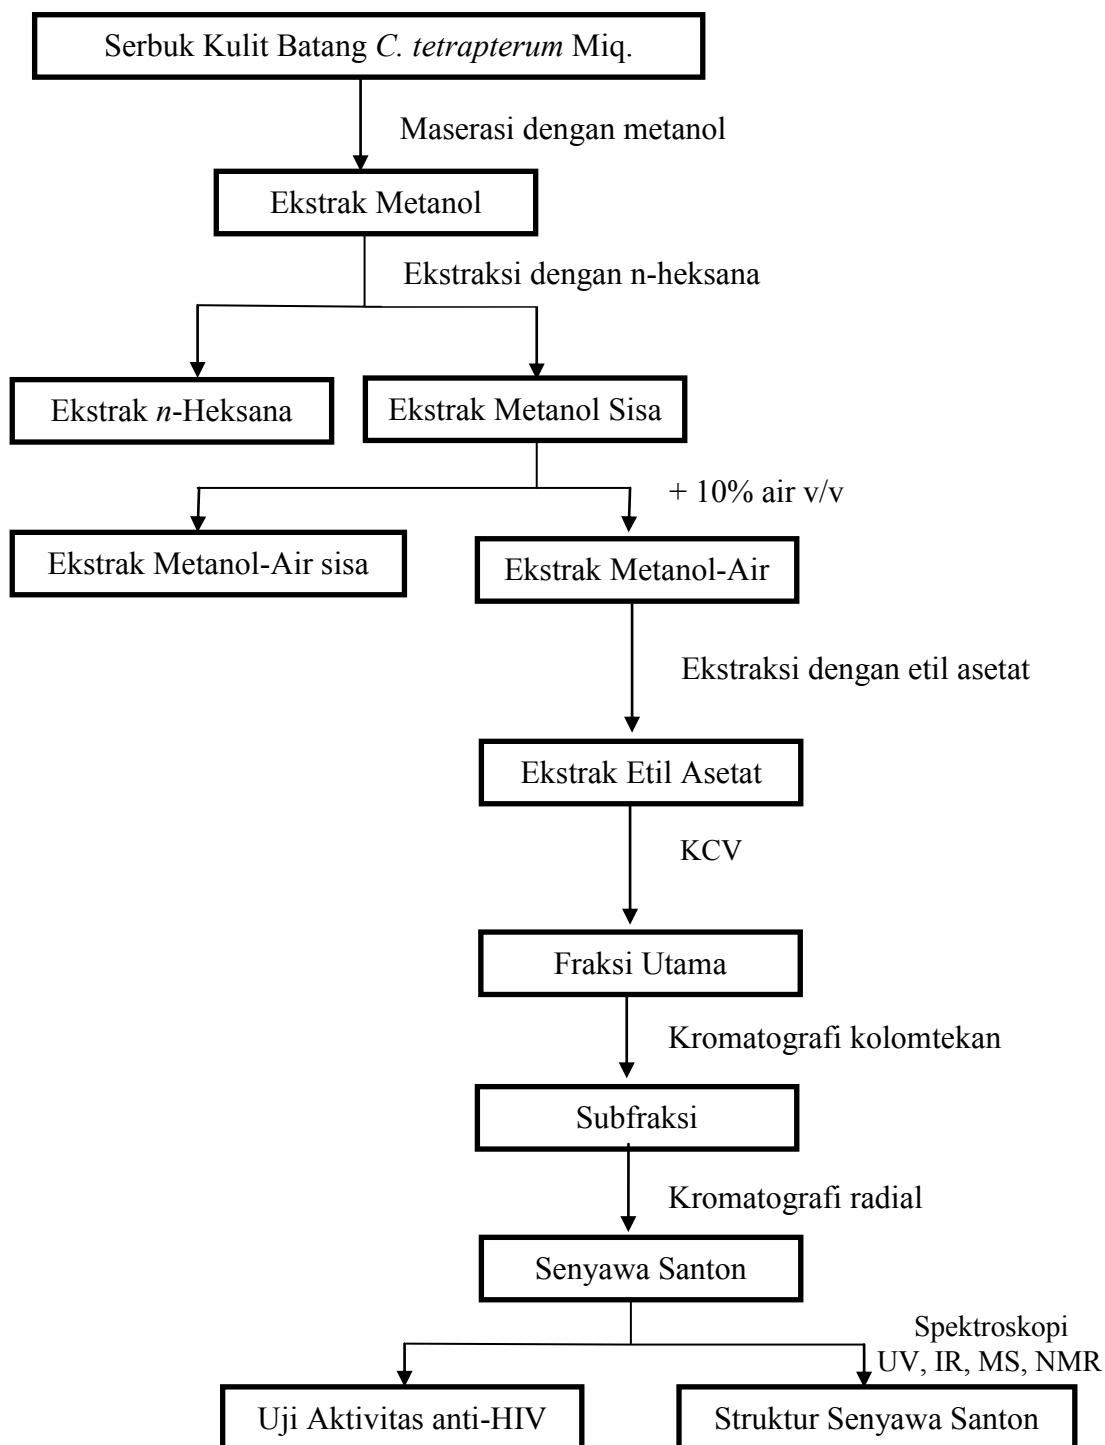 Serbuk Kulit Batang C. tetrapterum Miq.
Maserasi dengan metanol
Ekstrak Metanol
Ekstraksi dengan n-heksana
Ekstrak n-Heksana
Ekstrak Metanol Sisa
+ 10% air v/v
Ekstrak Metanol-Air sisa
Ekstrak Metanol-Air
Ekstraksi dengan etil asetat
Ekstrak Etil Asetat
KCV
Fraksi Utama
Kromatografi kolomtekan
Subfraksi
Kromatografi radial
Senyawa Santon
Spektroskopi
UV, IR, MS, NMR
Uji Aktivitas anti-HIV
Struktur Senyawa Santon